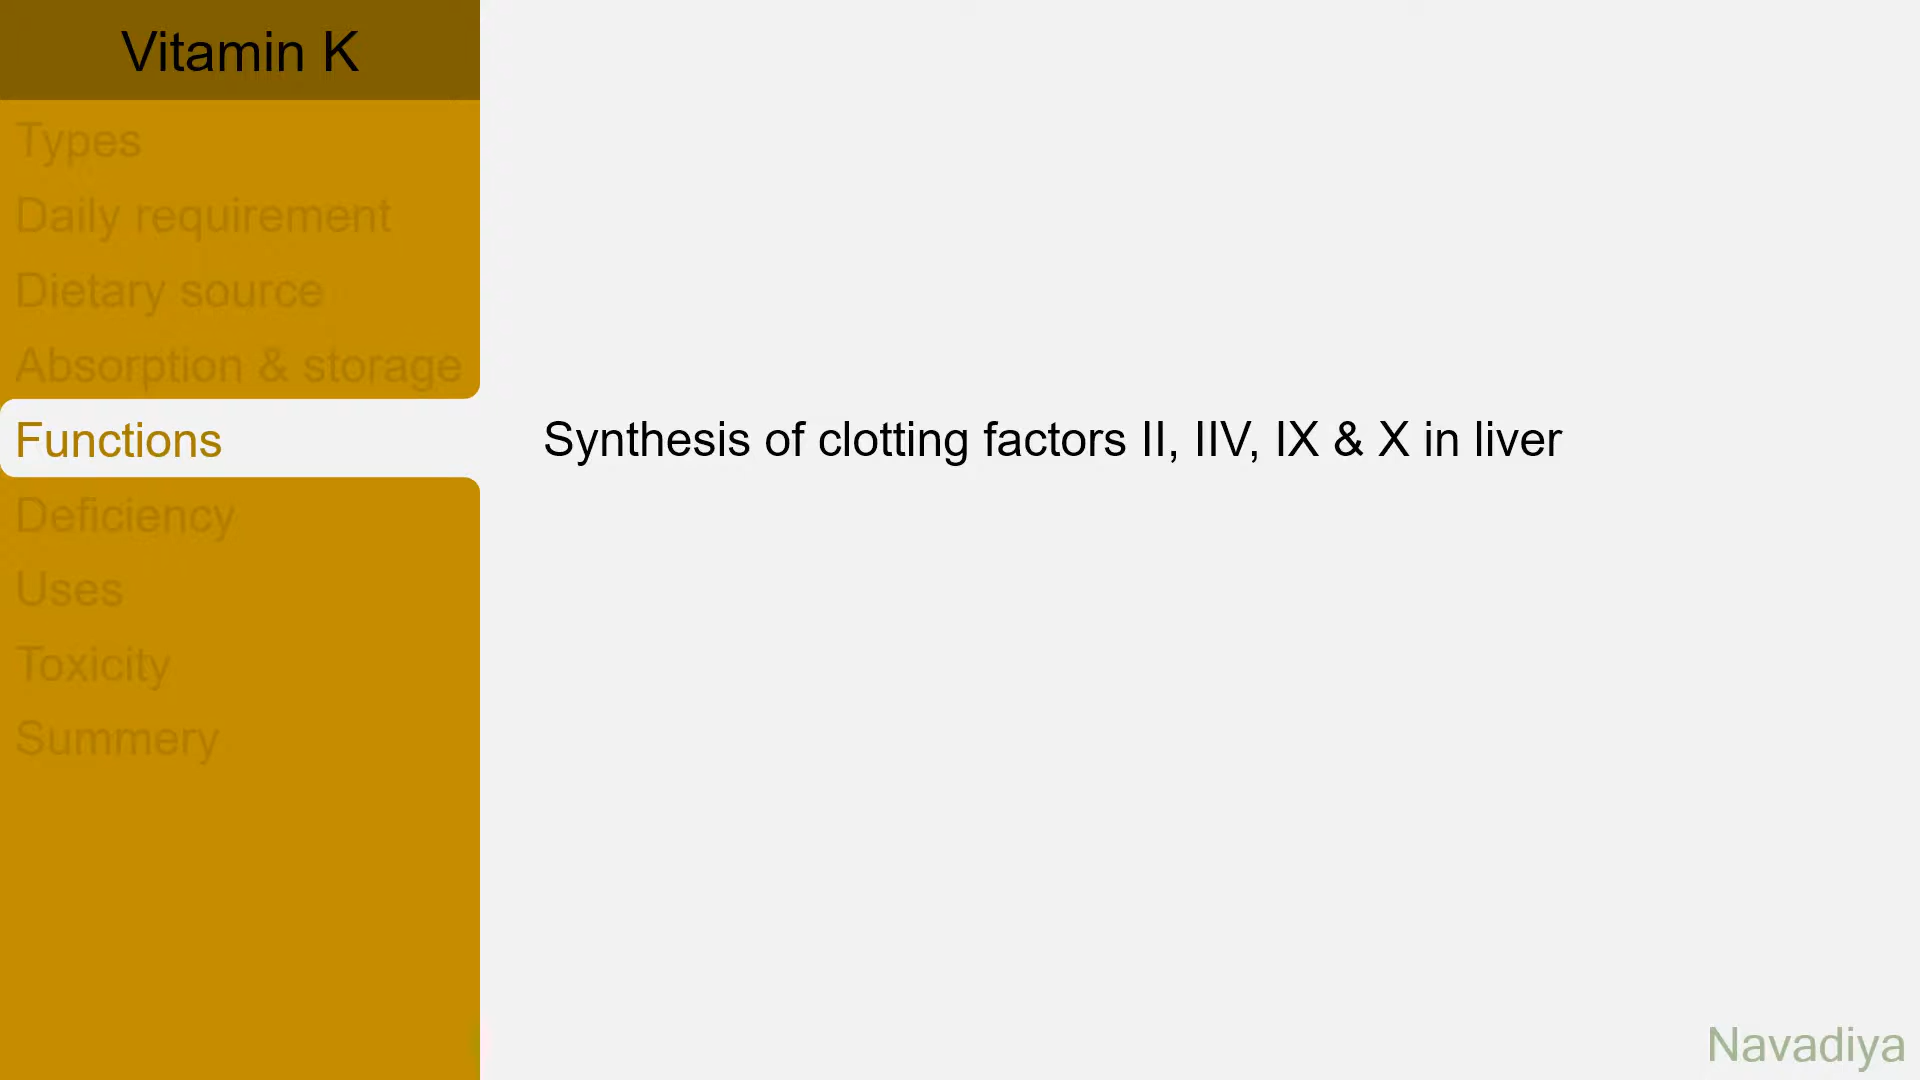 Vitamin K
Types
Daily requirement
Dietary source
Absorption & storage
Functions
Synthesis of clotting factors II, IIV, IX & X in liver
Deficiency
Uses
Toxicity
Summery
Navadiya